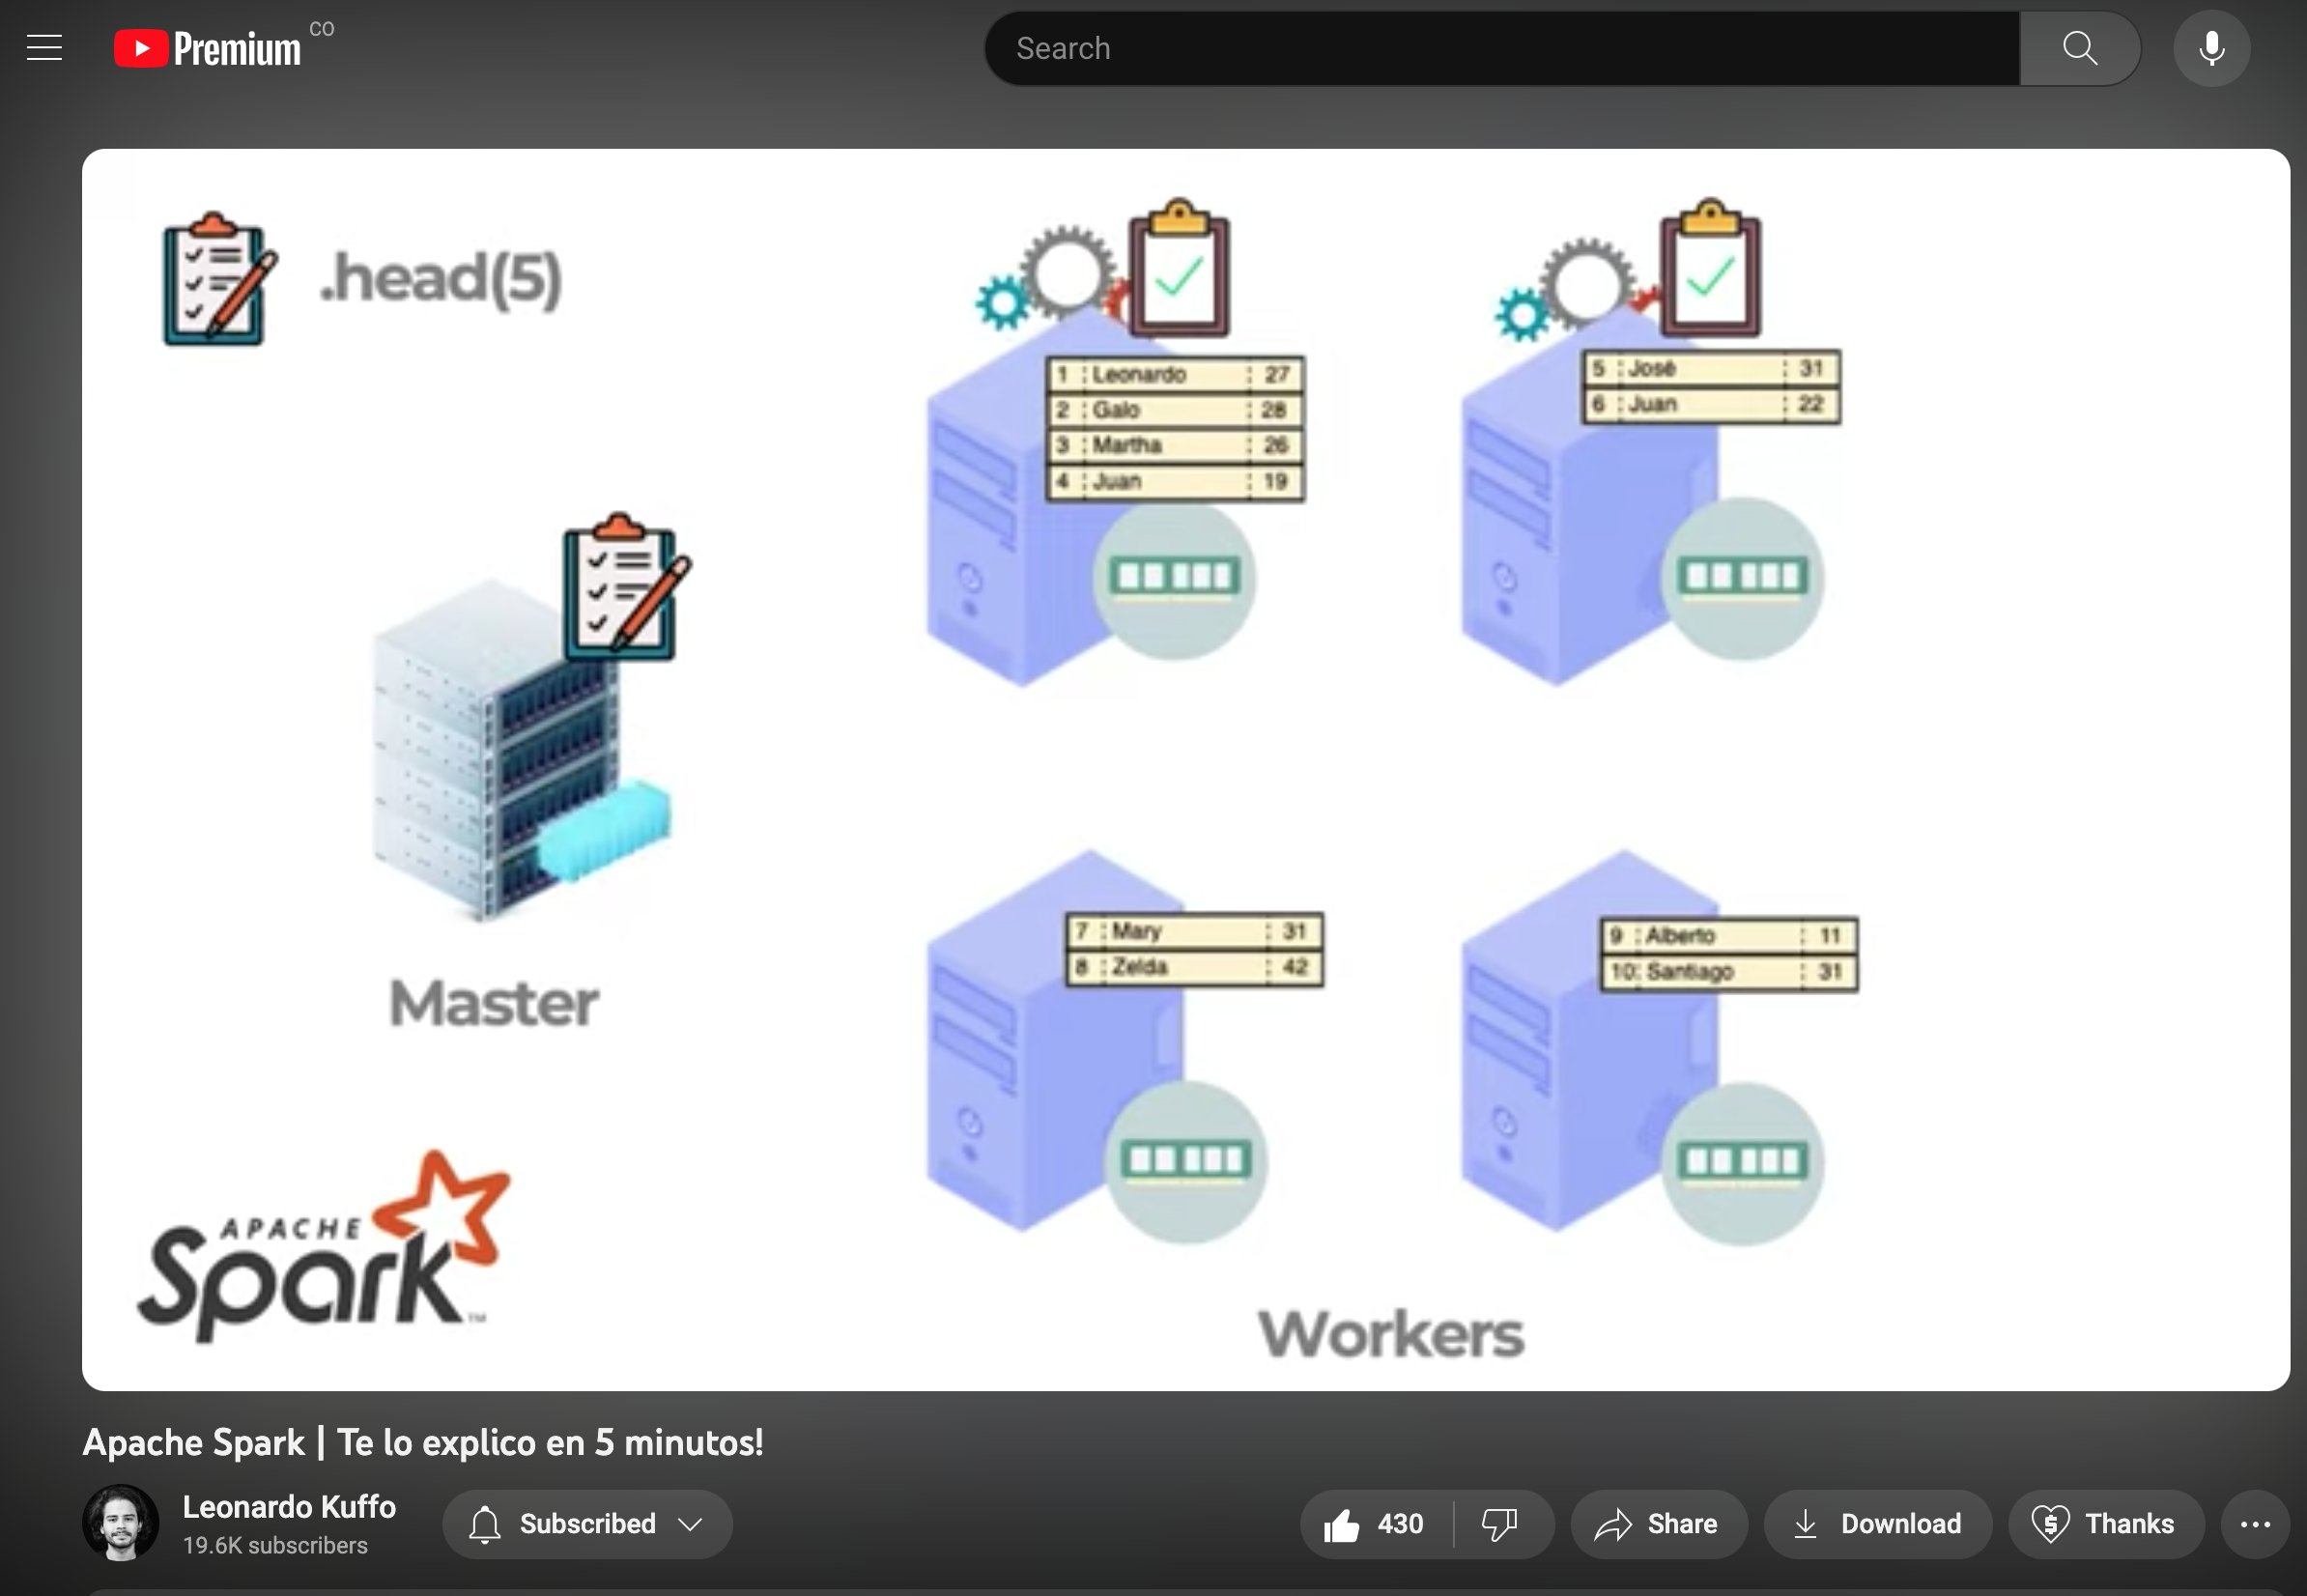 Premium CO
Search
.head(5)
1 Leonardo 27
2 Galo 28
3 Martha 26
4 Juan 19
5 José 31
6 Juan 22
Master
7 Mary 31
8 Zelda 42
9 Alberto 11
10 Santiago 31
APACHE
Spark TM
Workers
Apache Spark | Te lo explico en 5 minutos!
Leonardo Kuffo
19.6K subscribers
Subscribed
430
Share
Download
Thanks